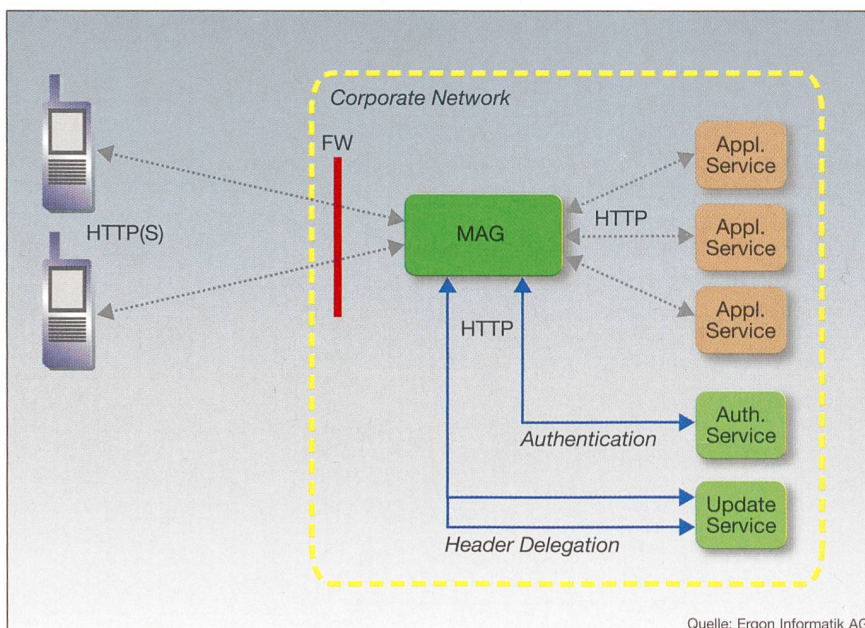 Corporate Network
FW
HTTP(S)
MAG
HTTP
Appl.
Service
Appl.
Service
Appl.
Service
HTTP
Authentication
Auth.
Service
Header Delegation
Update
Service
Quelle: Ergon Informatik AG